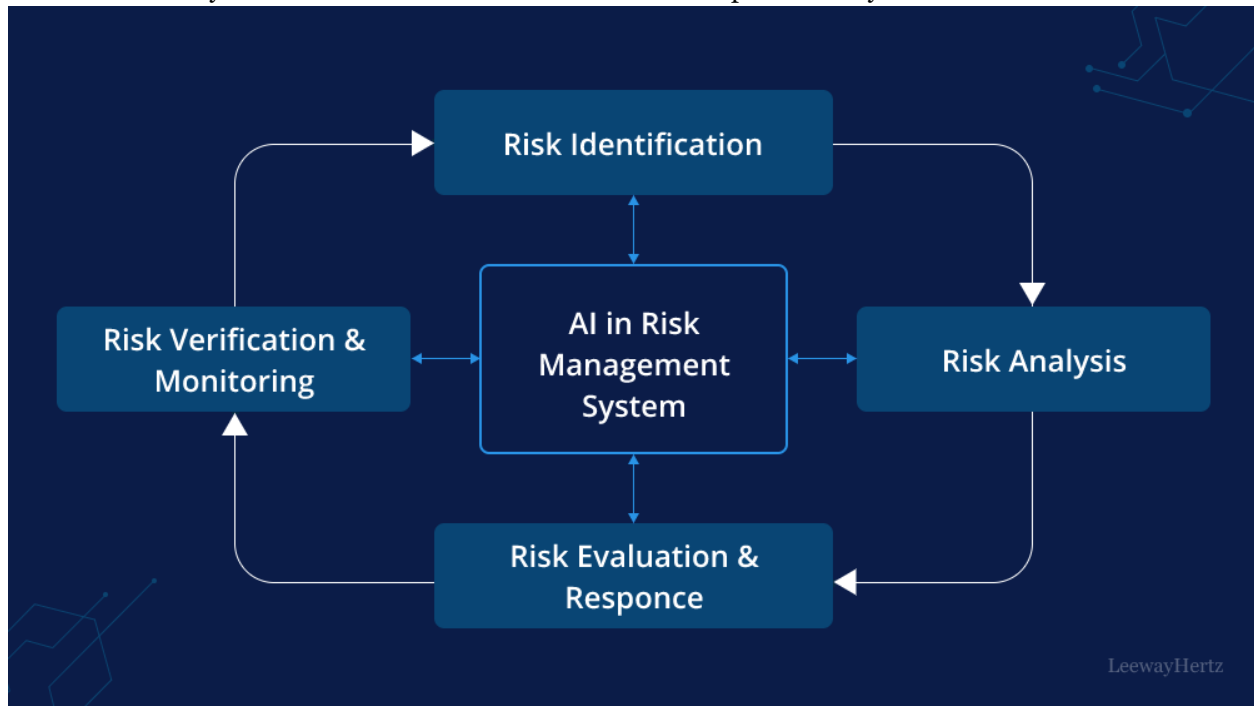 Risk Identification
Risk Verification &
Monitoring
AI in Risk
Management
System
Risk Analysis
Risk Evaluation &
Responce
LeewayHertz